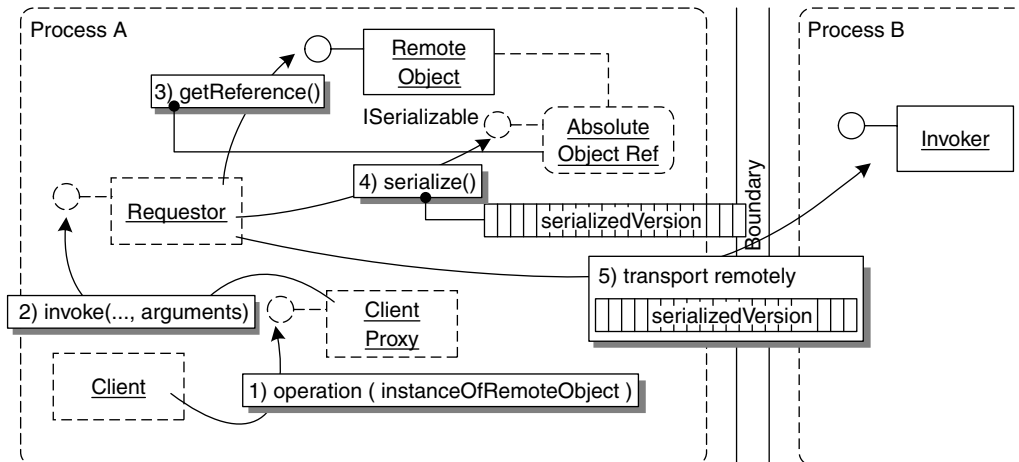 Process A
Process B
Remote
Object
3) getReference()
ISerializable
Absolute
Object Ref
Invoker
4) serialize()
Requestor
serializedVersion
Boundary
5) transport remotely
serializedVersion
2) invoke(..., arguments)
Client
Proxy
Client
1) operation ( instanceOfRemoteObject )